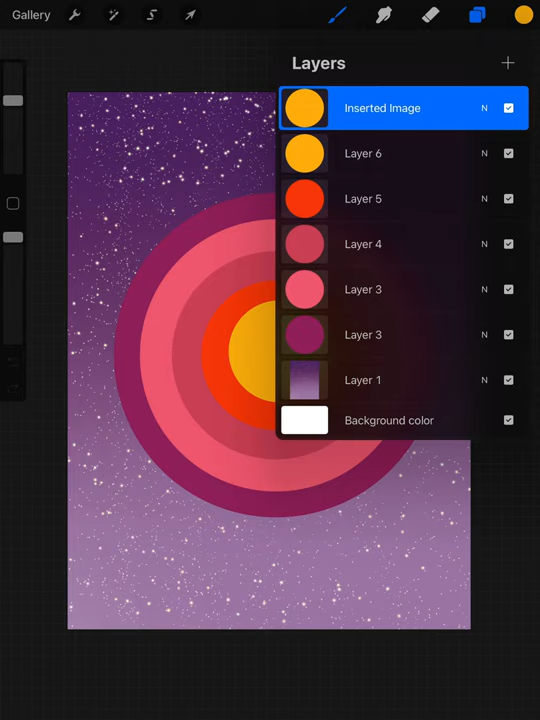 Gallery
Layers
Inserted Image N
Layer 6 N
Layer 5 N
Layer 4 N
Layer 3 N
Layer 3 N
Layer 1 N
Background color